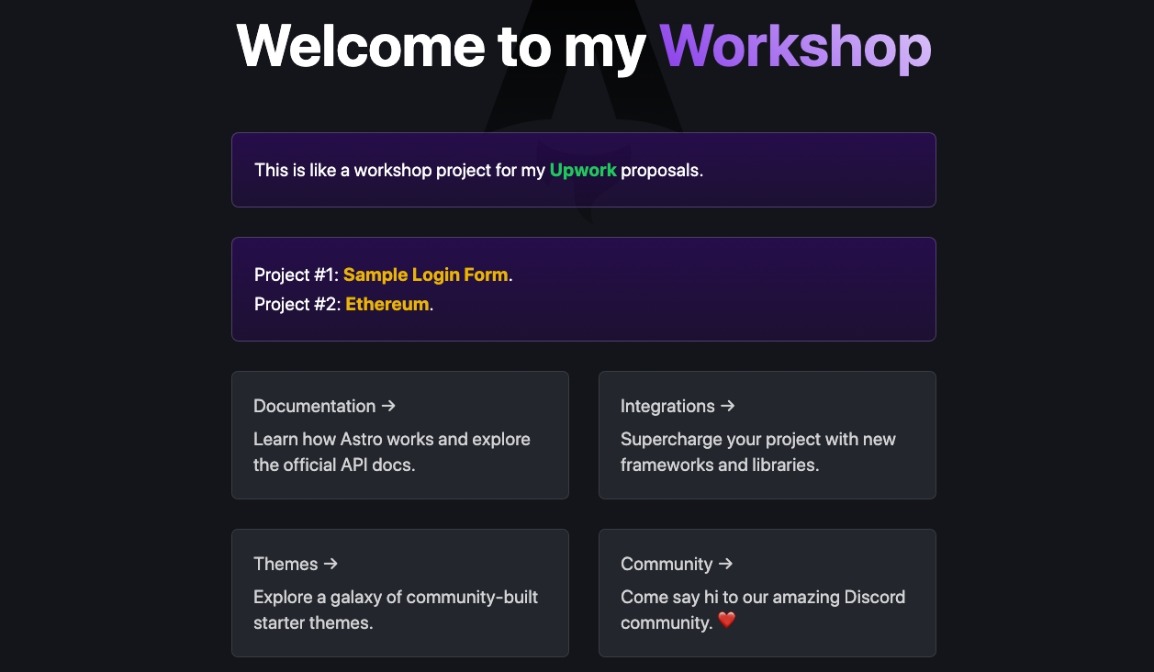 Welcome to my Workshop
This is like a workshop project for my Upwork proposals.
Project #1: Sample Login Form.
Project #2: Ethereum.
Documentation →
Learn how Astro works and explore
the official API docs.
Integrations →
Supercharge your project with new
frameworks and libraries.
Themes →
Explore a galaxy of community-built
starter themes.
Community →
Come say hi to our amazing Discord
community. ❤️